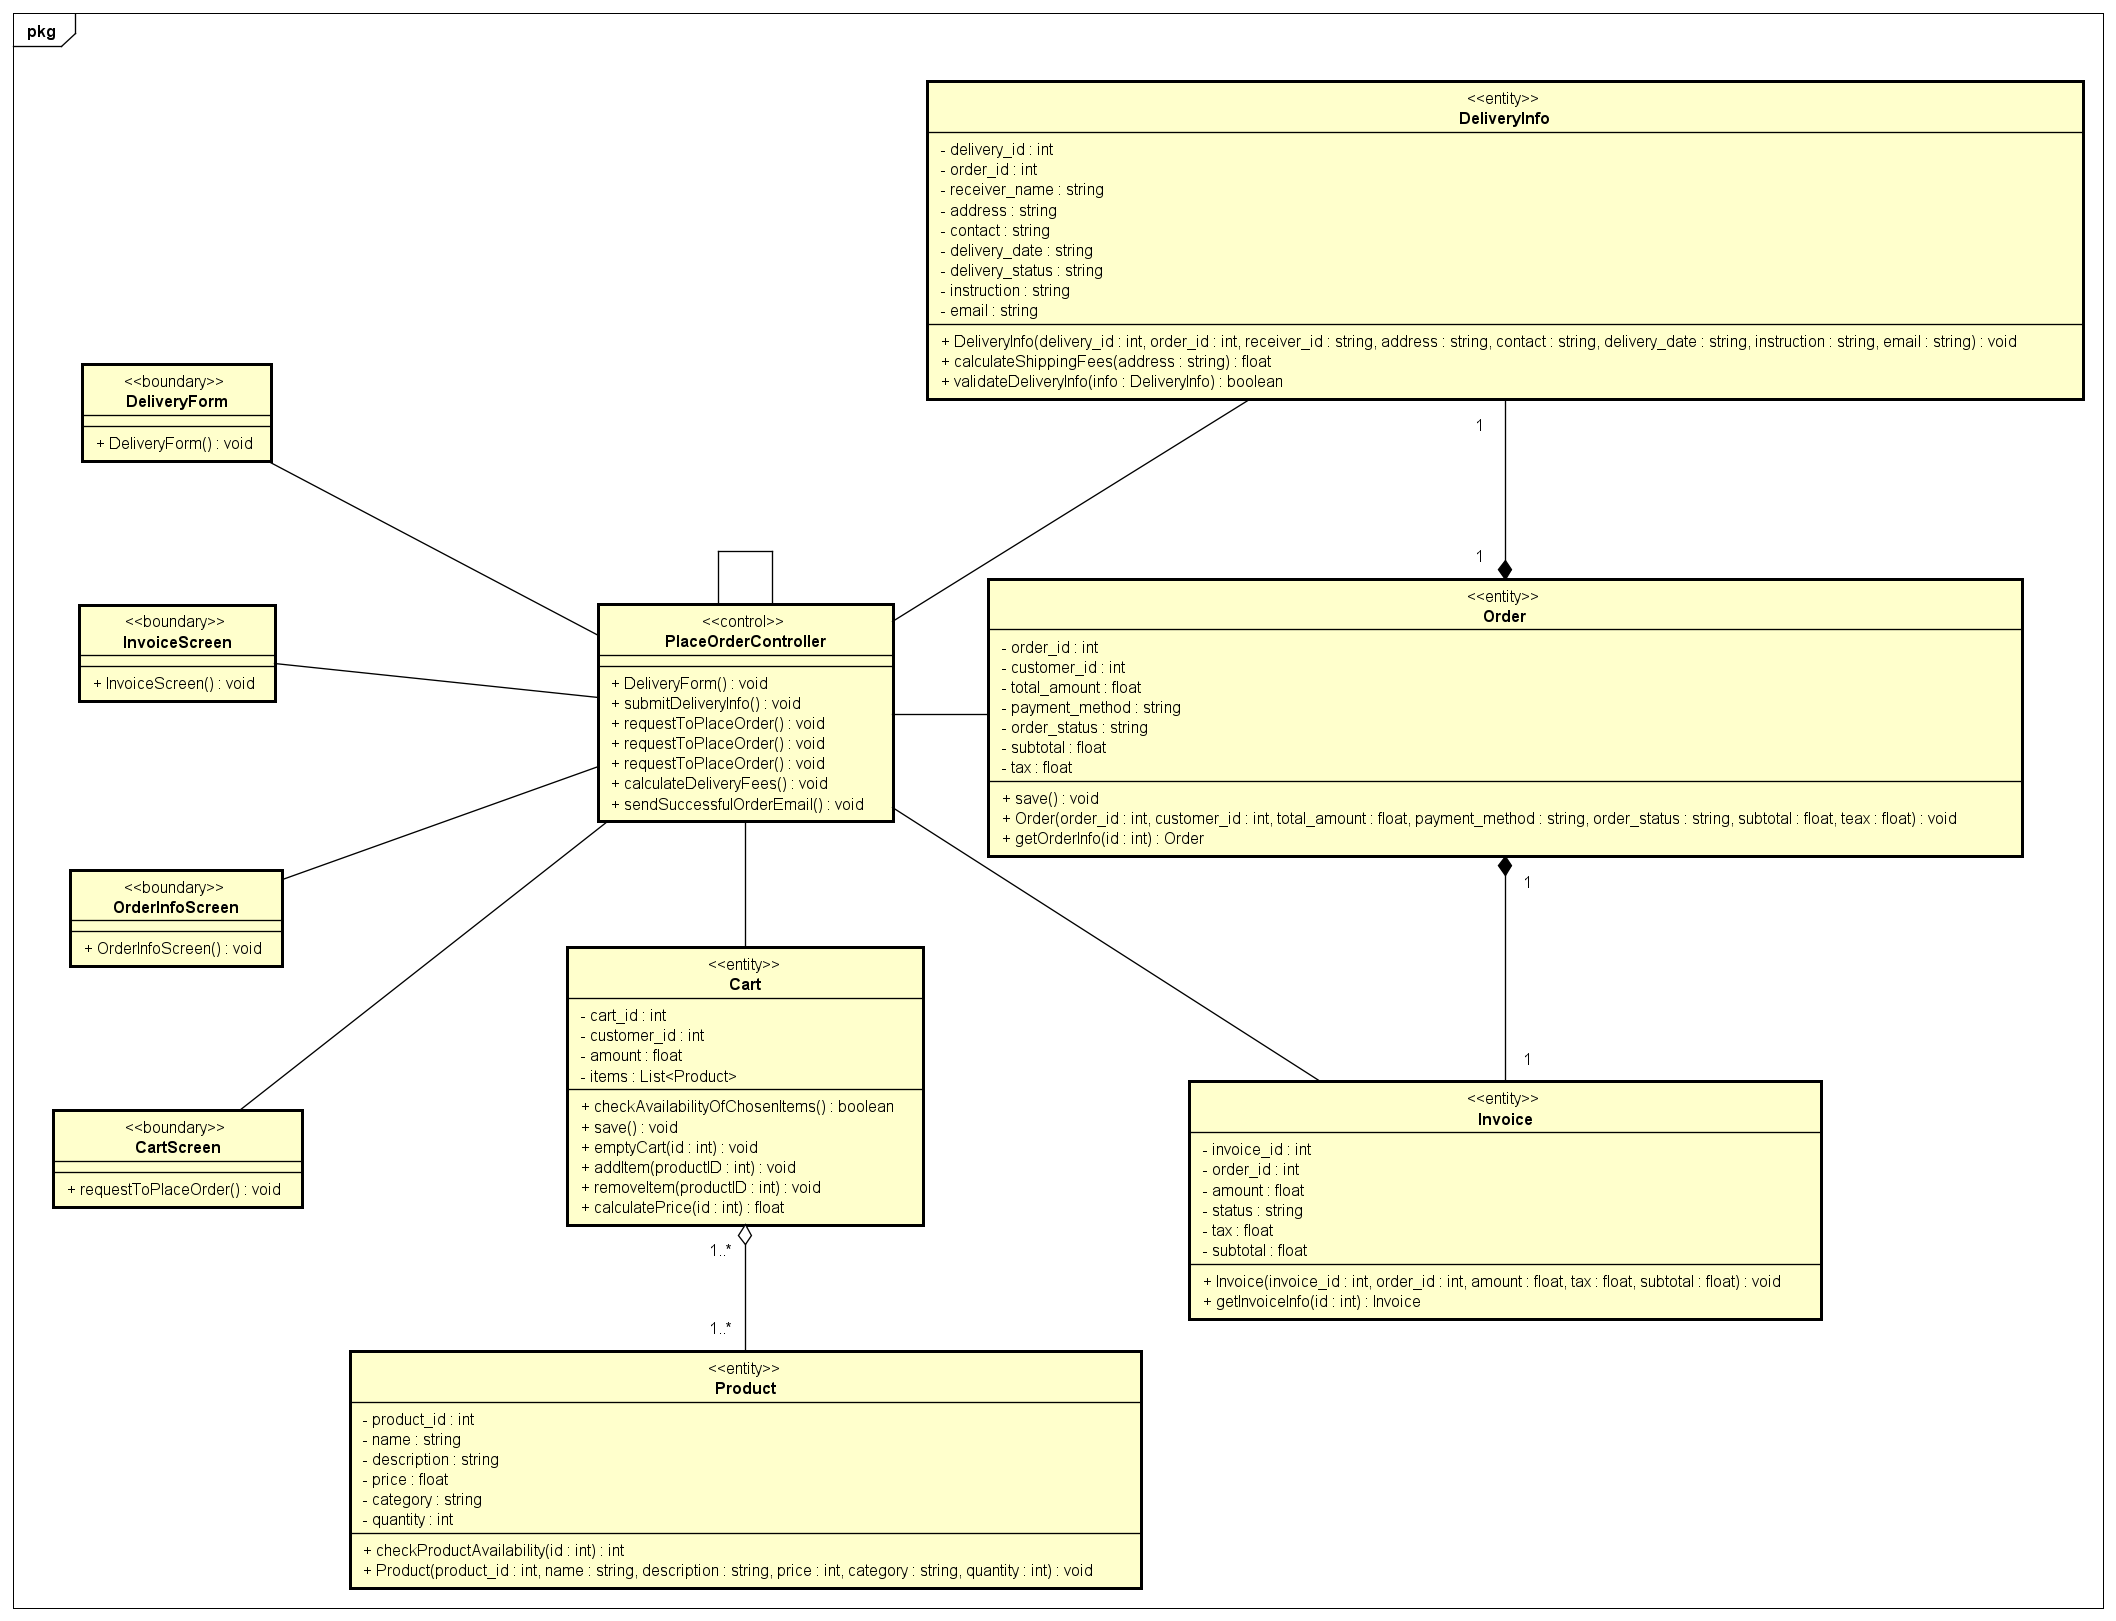 pkg
<<entity>>
DeliveryInfo
- delivery_id : int
- order_id : int
- receiver_name : string
- address : string
- contact : string
- delivery_date : string
- delivery_status : string
- instruction : string
- email : string
+ DeliveryInfo(delivery_id : int, order_id : int, receiver_id : string, address : string, contact : string, delivery_date : string, instruction : string, email : string) : void
+ calculateShippingFees(address : string) : float
+ validateDeliveryInfo(info : DeliveryInfo) : boolean
<<boundary>>
DeliveryForm
+ DeliveryForm() : void
1
1
<<boundary>>
InvoiceScreen
+ InvoiceScreen() : void
<<control>>
PlaceOrderController
+ DeliveryForm() : void
+ submitDeliveryInfo() : void
+ requestToPlaceOrder() : void
+ requestToPlaceOrder() : void
+ requestToPlaceOrder() : void
+ calculateDeliveryFees() : void
+ sendSuccessfulOrderEmail() : void
<<entity>>
Order
- order_id : int
- customer_id : int
- total_amount : float
- payment_method : string
- order_status : string
- subtotal : float
- tax : float
+ save() : void
+ Order(order_id : int, customer_id : int, total_amount : float, payment_method : string, order_status : string, subtotal : float, teax : float) : void
+ getOrderInfo(id : int) : Order
<<boundary>>
OrderInfoScreen
+ OrderInfoScreen() : void
1
1
<<entity>>
Cart
- cart_id : int
- customer_id : int
- amount : float
- items : List<Product>
+ checkAvailabilityOfChosenItems() : boolean
+ save() : void
+ emptyCart(id : int) : void
+ addItem(productID : int) : void
+ removeItem(productID : int) : void
+ calculatePrice(id : int) : float
<<boundary>>
CartScreen
+ requestToPlaceOrder() : void
<<entity>>
Invoice
- invoice_id : int
- order_id : int
- amount : float
- status : string
- tax : float
- subtotal : float
+ Invoice(invoice_id : int, order_id : int, amount : float, tax : float, subtotal : float) : void
+ getInvoiceInfo(id : int) : Invoice
1..*
1..*
<<entity>>
Product
- product_id : int
- name : string
- description : string
- price : float
- category : string
- quantity : int
+ checkProductAvailability(id : int) : int
+ Product(product_id : int, name : string, description : string, price : int, category : string, quantity : int) : void